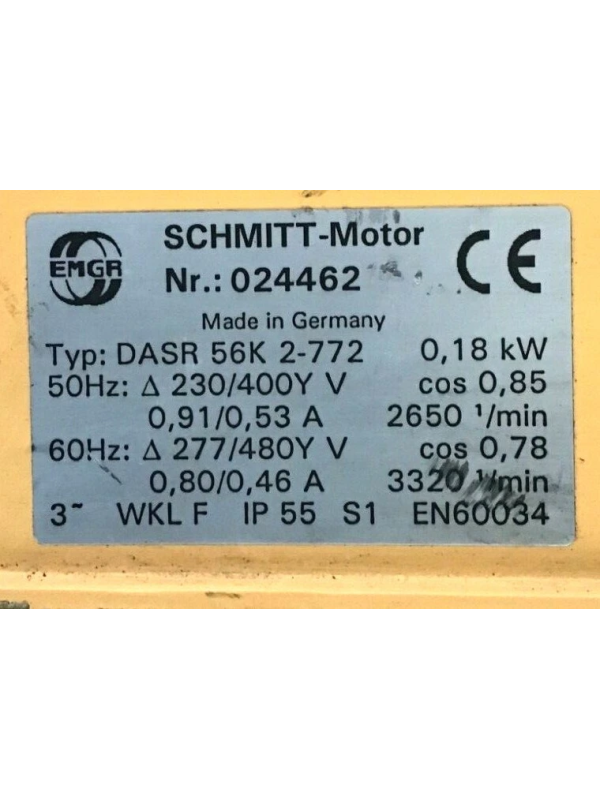 EMGR
SCHMITT-Motor
CE
Nr.: 024462
Made in Germany
Typ: DASR 56K 2-772 0,18 kW
50Hz: Δ 230/400Y V cos 0,85
0,91/0,53 A 2650 ¹/min
60Hz: Δ 277/480Y V cos 0,78
0,80/0,46 A 3320 ¹/min
3~ WKL F IP 55 S1 EN60034